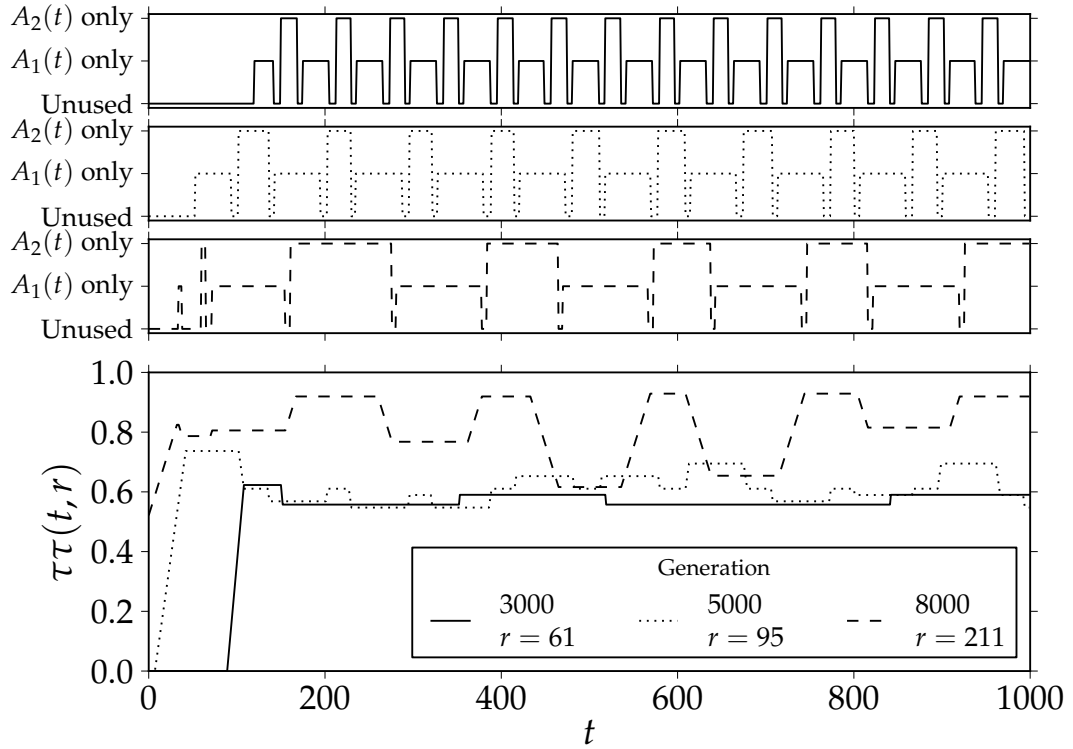 A₂(t) only
A₁(t) only
Unused
A₂(t) only
A₁(t) only
Unused
A₂(t) only
A₁(t) only
Unused
1.0
0.8
0.6
0.4
0.2
0.0
ττ(t, r)
Generation
3000 5000 8000
r = 61 r = 95 r = 211
0 200 400 600 800 1000
t